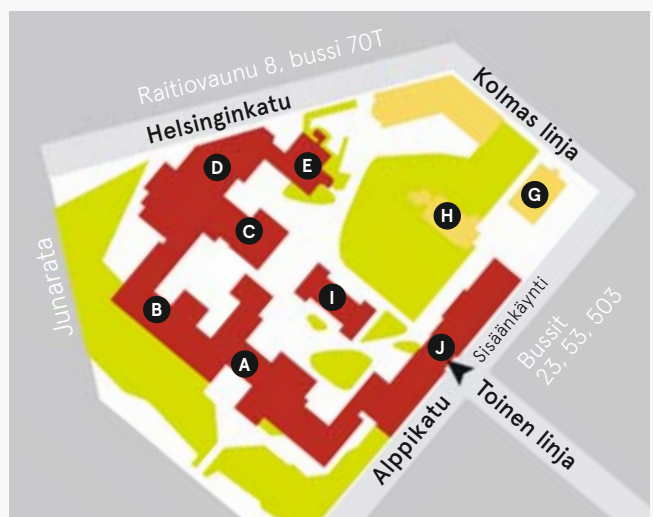 Raitiovaunu 8, bussi 70T
Helsinginkatu
Kolmas linja
D
E
G
H
C
Junarata
I
B
Sisäänkäynti
Bussit
23, 53, 503
J
A
Toinen linja
Alppikatu